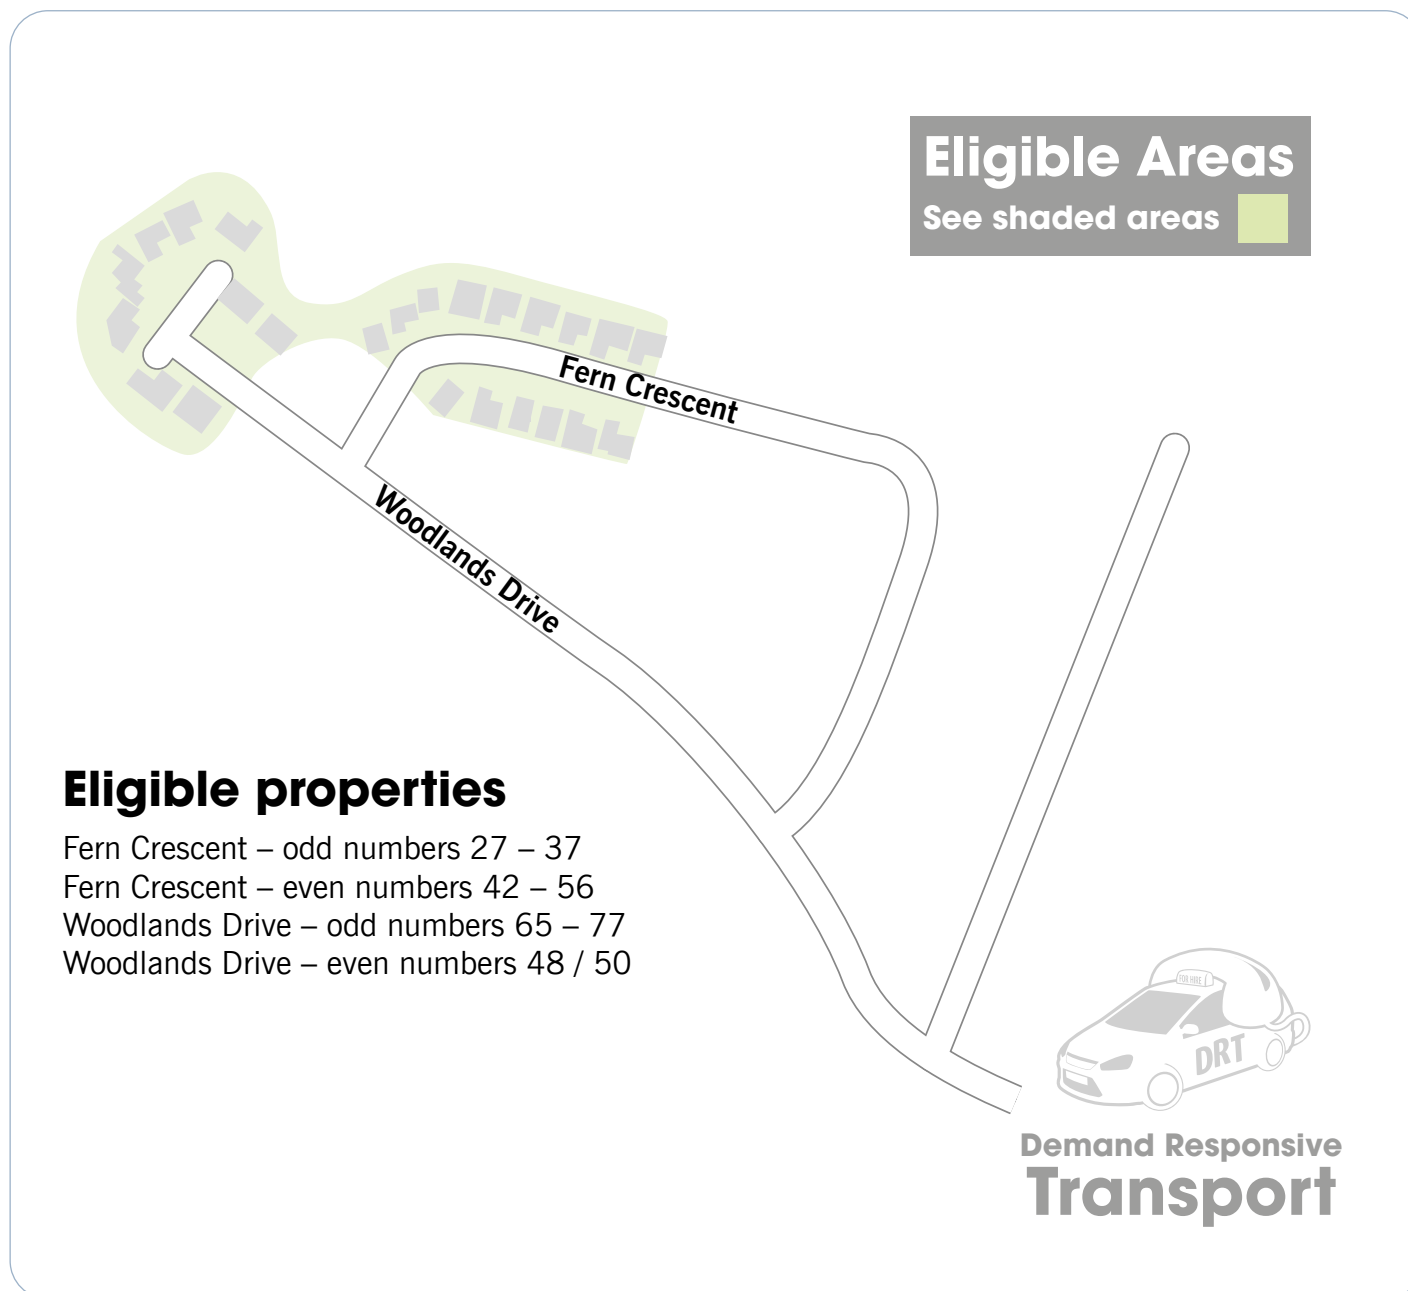 Eligible Areas
See shaded areas
Fern Crescent
Woodlands Drive
Eligible properties
Fern Crescent – odd numbers 27 – 37
Fern Crescent – even numbers 42 – 56
Woodlands Drive – odd numbers 65 – 77
Woodlands Drive – even numbers 48 / 50
FOR HIRE
DRT
Demand Responsive
Transport